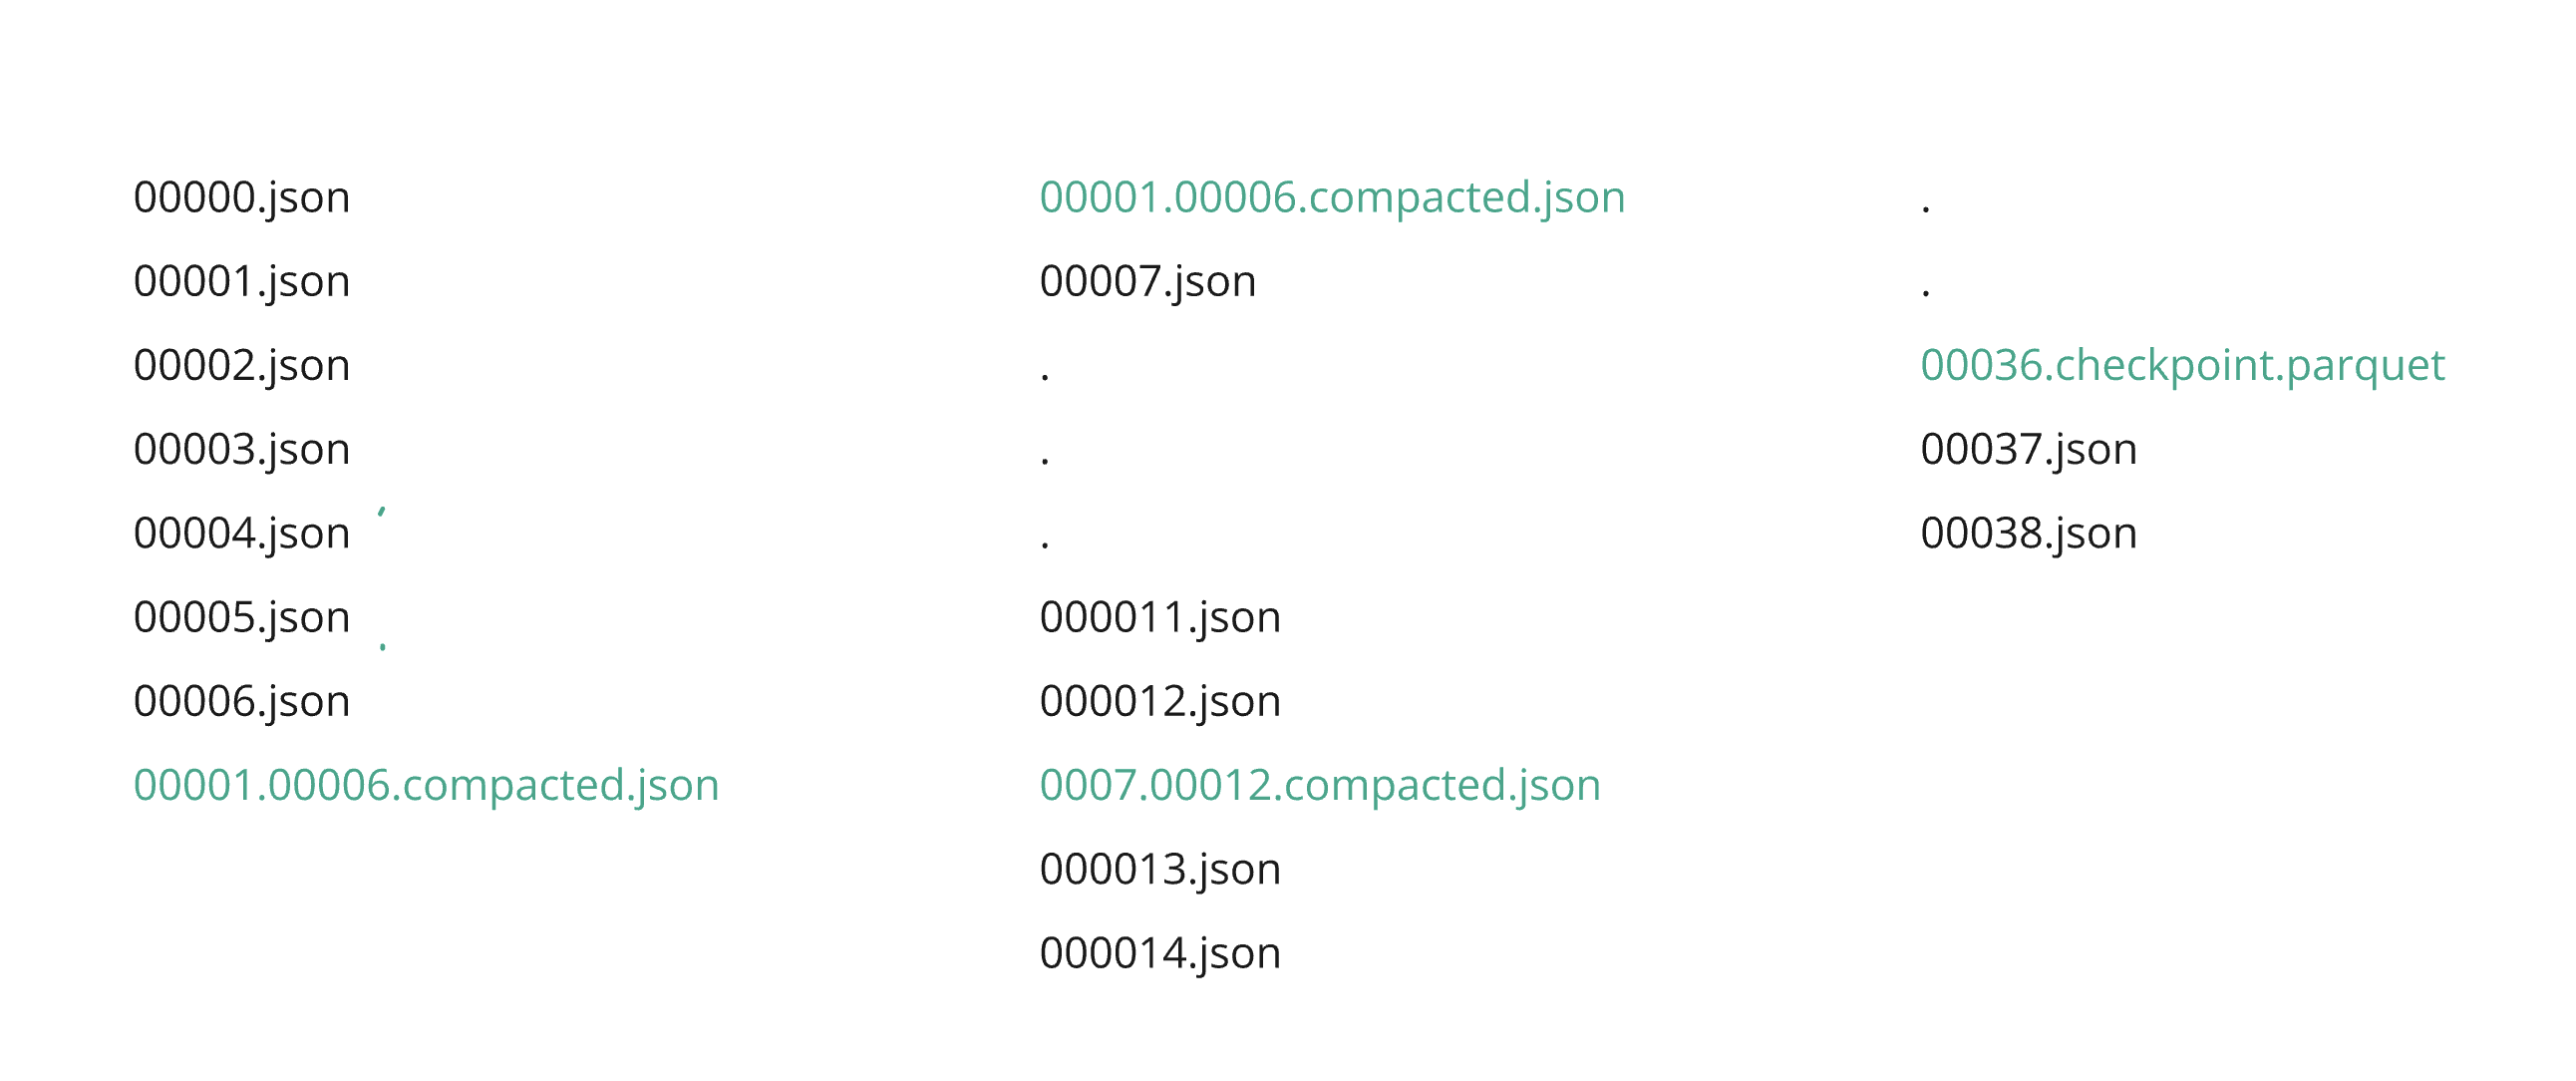 00000.json
00001.json
00002.json
00003.json
00004.json
00005.json
00006.json
00001.00006.compacted.json
00001.00006.compacted.json
00007.json
.
.
.
000011.json
000012.json
0007.00012.compacted.json
000013.json
000014.json
.
.
00036.checkpoint.parquet
00037.json
00038.json